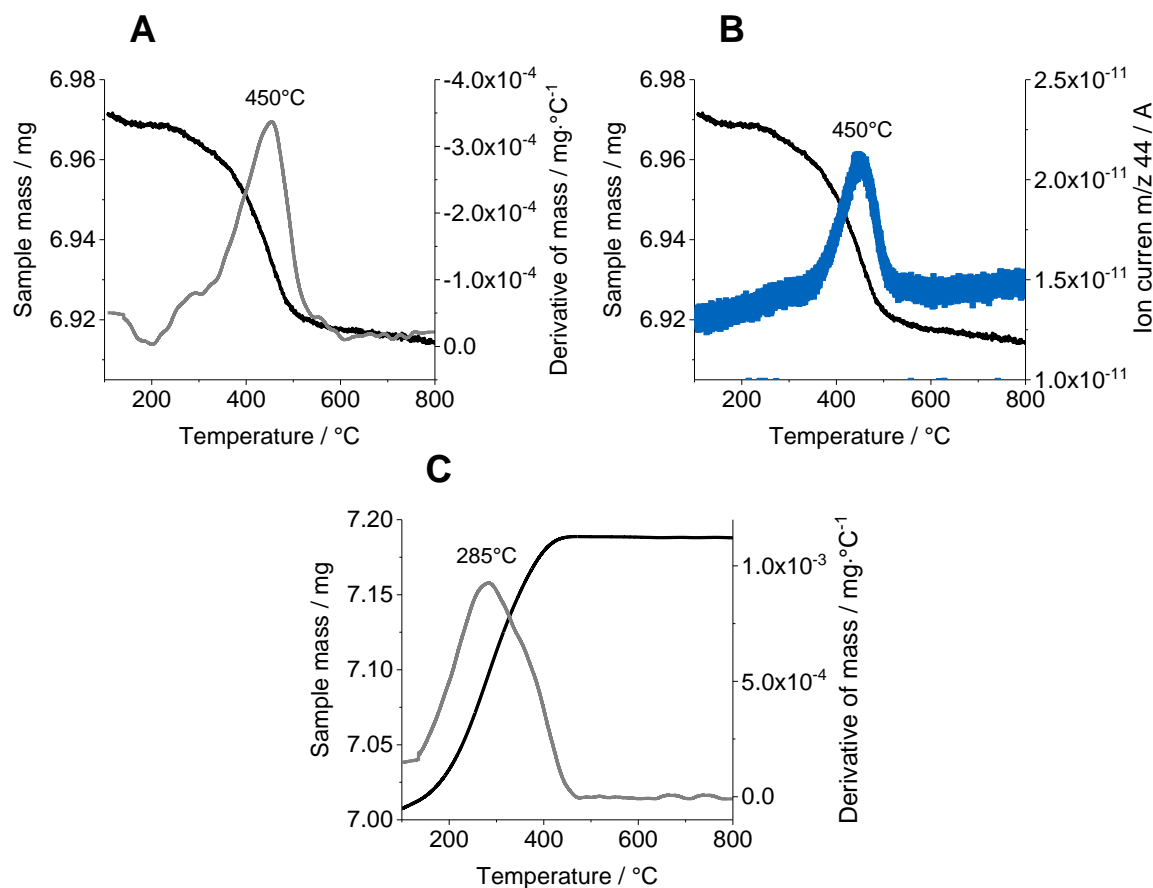 A
6.98
6.96
6.94
6.92
Sample mass / mg
450°C
-4.0x10⁻⁴
-3.0x10⁻⁴
-2.0x10⁻⁴
-1.0x10⁻⁴
0.0
Derivative of mass / mg·°C⁻¹
200 400 600 800
Temperature / °C
B
6.98
6.96
6.94
6.92
Sample mass / mg
450°C
2.5x10⁻¹¹
2.0x10⁻¹¹
1.5x10⁻¹¹
1.0x10⁻¹¹
Ion curren m/z 44 / A
200 400 600 800
Temperature / °C
C
7.20
7.15
7.10
7.05
7.00
Sample mass / mg
285°C
1.0x10⁻³
5.0x10⁻⁴
0.0
Derivative of mass / mg·°C⁻¹
200 400 600 800
Temperature / °C